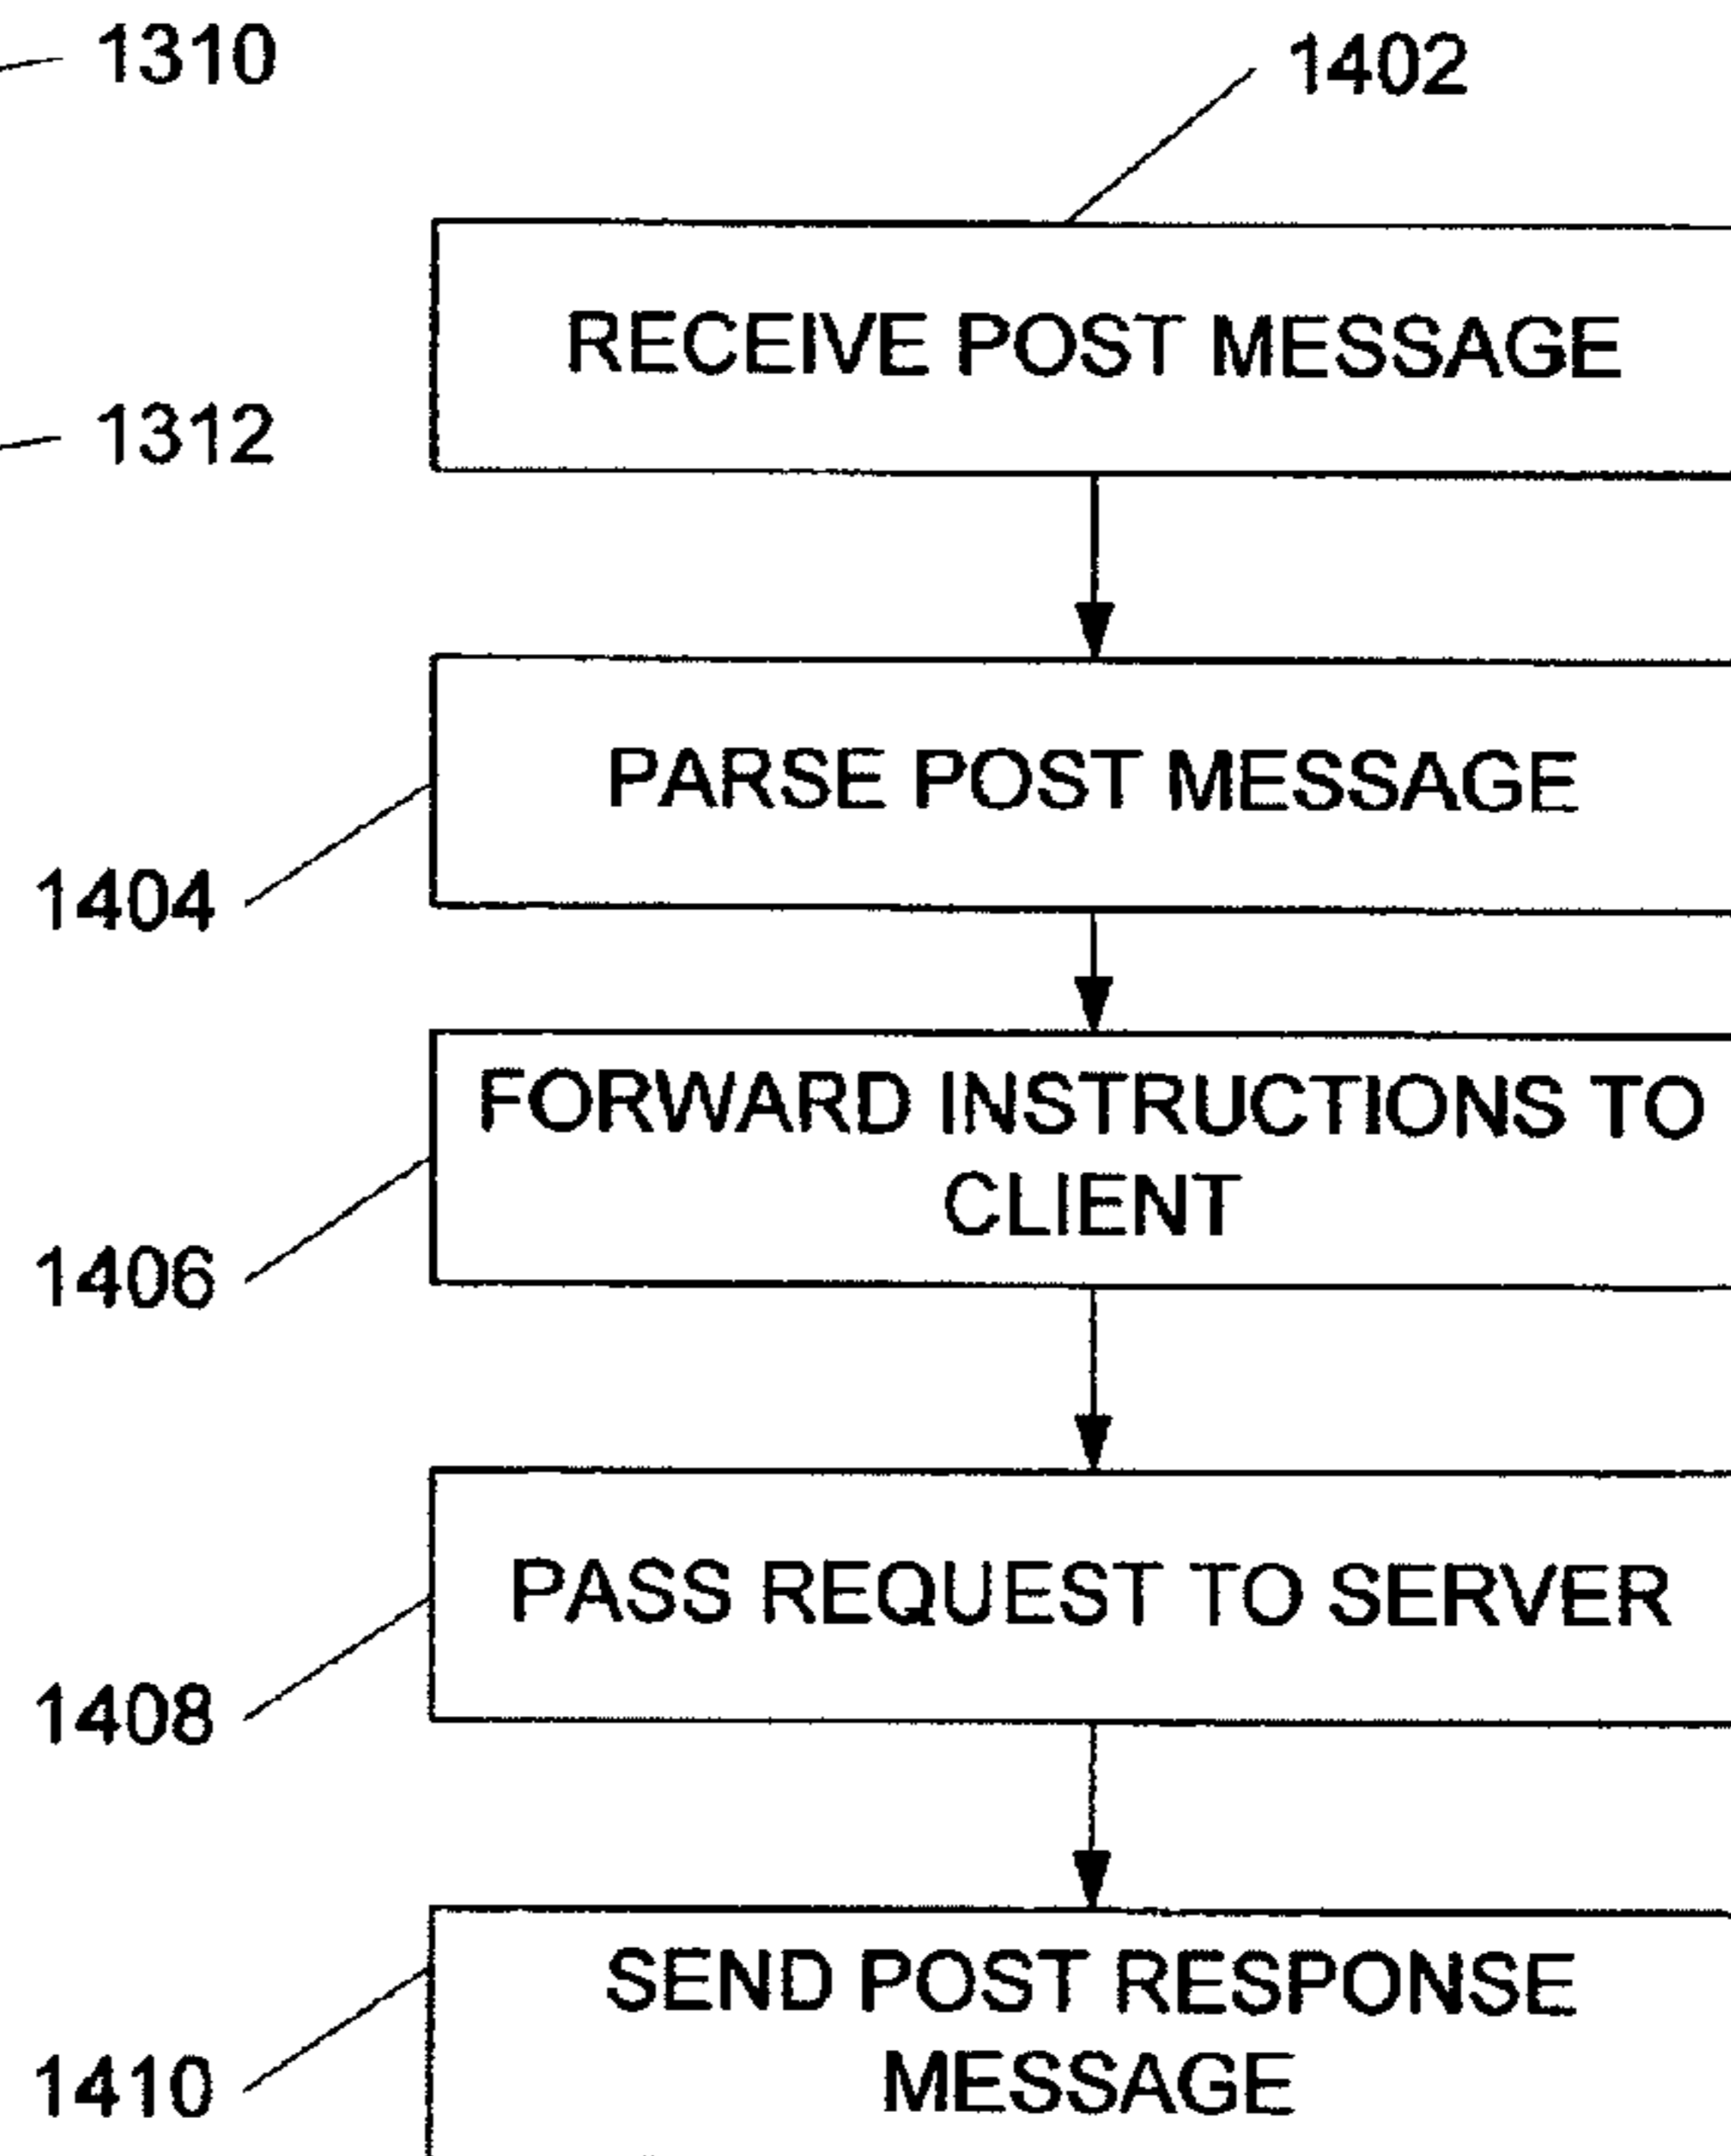 1310
1402
RECEIVE POST MESSAGE
1312
PARSE POST MESSAGE
1404
FORWARD INSTRUCTIONS TO
CLIENT
1406
PASS REQUEST TO SERVER
1408
SEND POST RESPONSE
MESSAGE
1410